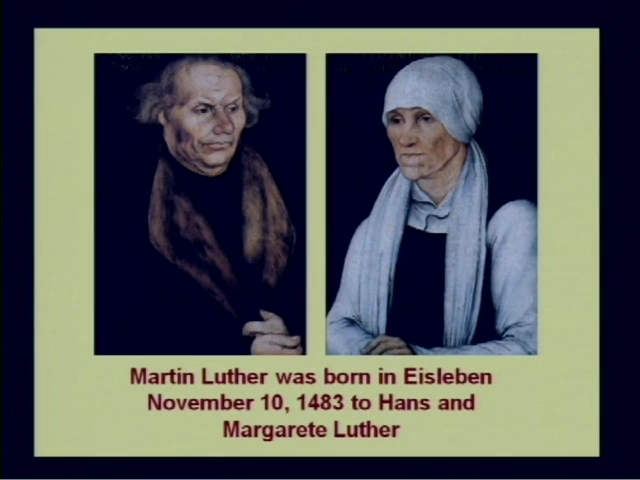 Martin Luther was born in Eisleben
November 10, 1483 to Hans and
Margarete Luther